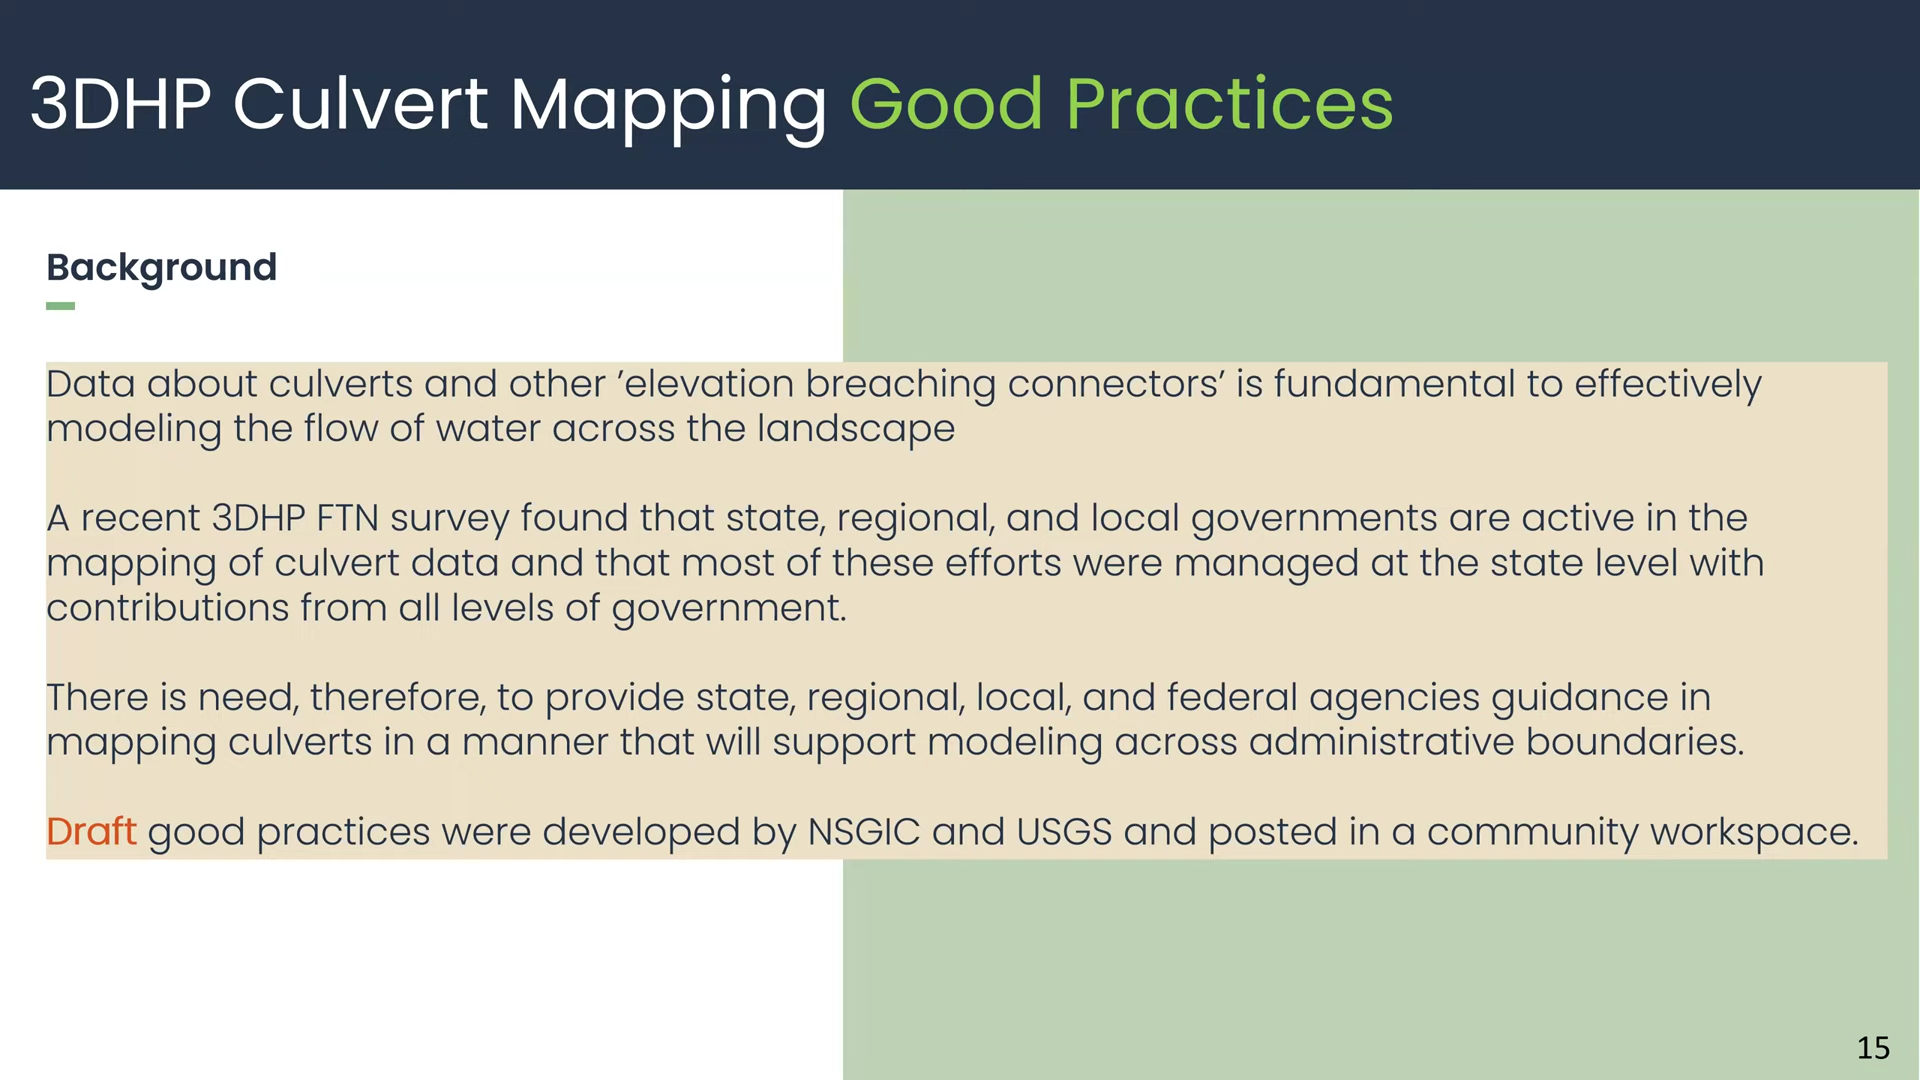 3DHP Culvert Mapping Good Practices
Background
Data about culverts and other ’elevation breaching connectors’ is fundamental to effectively
modeling the flow of water across the landscape
A recent 3DHP FTN survey found that state, regional, and local governments are active in the
mapping of culvert data and that most of these efforts were managed at the state level with
contributions from all levels of government.
There is need, therefore, to provide state, regional, local, and federal agencies guidance in
mapping culverts in a manner that will support modeling across administrative boundaries.
Draft good practices were developed by NSGIC and USGS and posted in a community workspace.
15